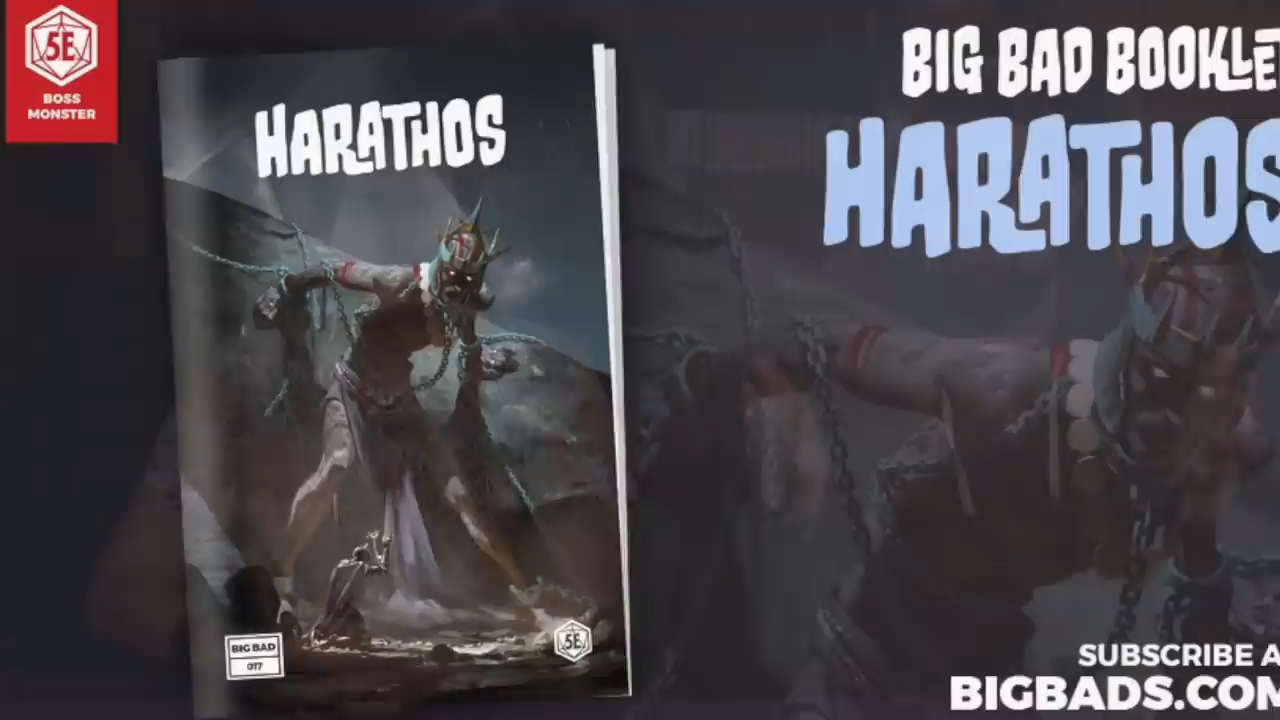 5E
BOSS
MONSTER
HARATHOS
BIG BAD
017
5E
BIG BAD BOOKLE
HARATHOS
SUBSCRIBE A
BIGBADS.COM